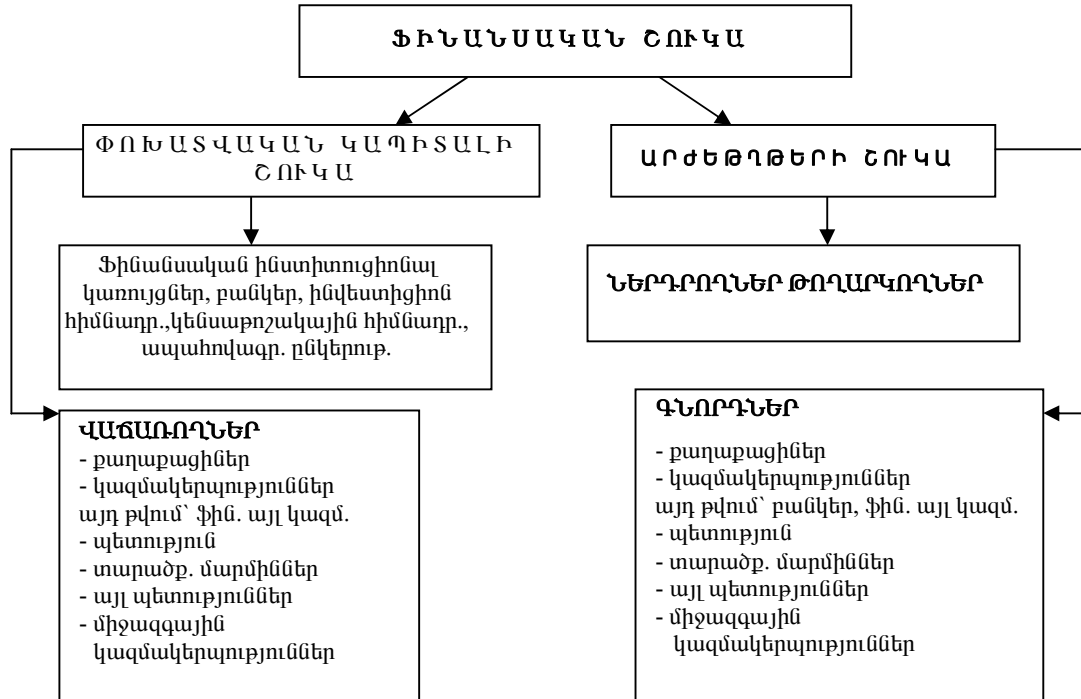 ՖԻՆԱՆՍԱԿԱՆ ՇՈՒԿԱ
ՓՈԽԱՏՎԱԿԱՆ ԿԱՊԻՏԱԼԻ
ՇՈՒԿԱ
ԱՐԺԵԹՂԹԵՐԻ ՇՈՒԿԱ
Ֆինանսական ինստիտուցիոնալ
կառույցներ, բանկեր, ինվեստիցիոն
հիմնադր.,կենսաթոշակային հիմնադր.,
ապահովագր. ընկերութ.
ՆԵՐԴՐՈՂՆԵՐ ԹՈՂԱՐԿՈՂՆԵՐ
ՎԱՃԱՌՈՂՆԵՐ
- քաղաքացիներ
- կազմակերպություններ
այդ թվում՝ ֆին. այլ կազմ.
- պետություն
- տարածք. մարմիններ
- այլ պետություններ
- միջազգային
կազմակերպություններ
ԳՆՈՐԴՆԵՐ
- քաղաքացիներ
- կազմակերպություններ
այդ թվում՝ բանկեր, ֆին. այլ կազմ.
- պետություն
- տարածք. մարմիններ
- այլ պետություններ
- միջազգային
կազմակերպություններ